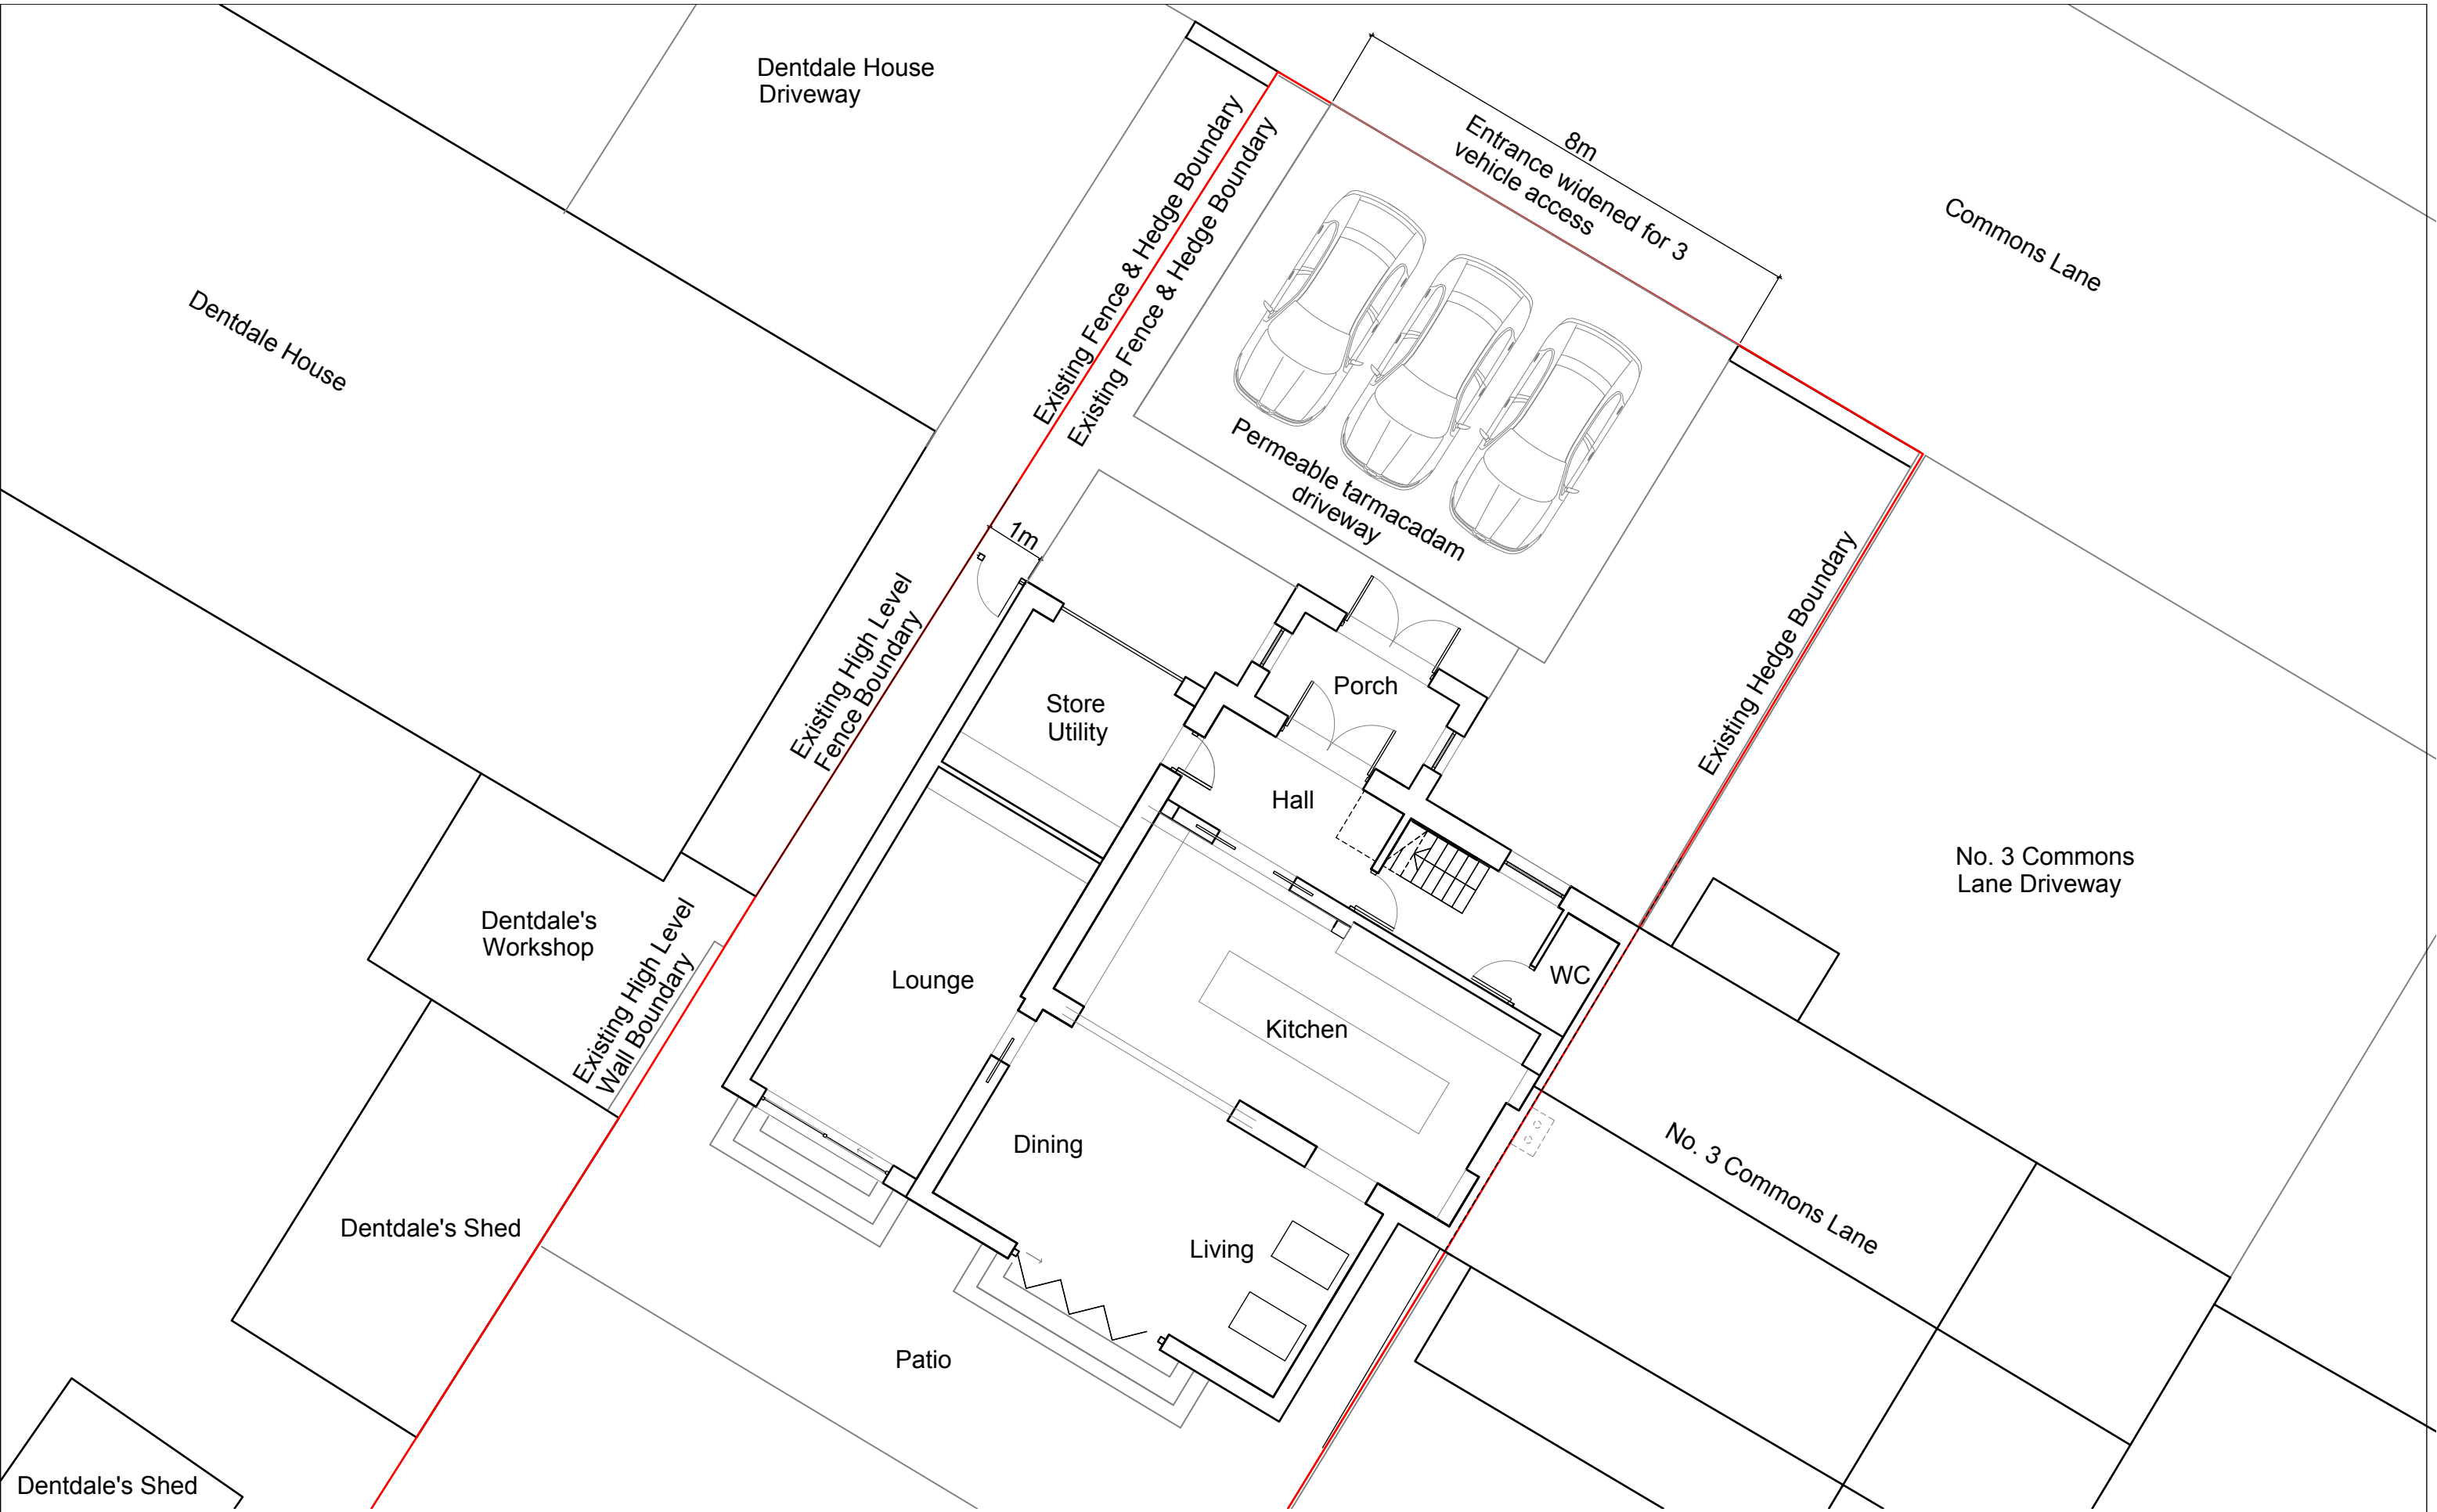 Dentdale House
Driveway
8m
Entrance widened for 3
vehicle access
Commons Lane
Existing Fence & Hedge Boundary
Existing Fence & Hedge Boundary
Dentdale House
Permeable tarmacadam
driveway
1m
Existing High Level
Fence Boundary
Existing Hedge Boundary
Porch
Store
Utility
Hall
No. 3 Commons
Lane Driveway
Dentdale's
Workshop
Existing High Level
Wall Boundary
Lounge
WC
Kitchen
Dining
No. 3 Commons Lane
Dentdale's Shed
Living
Patio
Dentdale's Shed